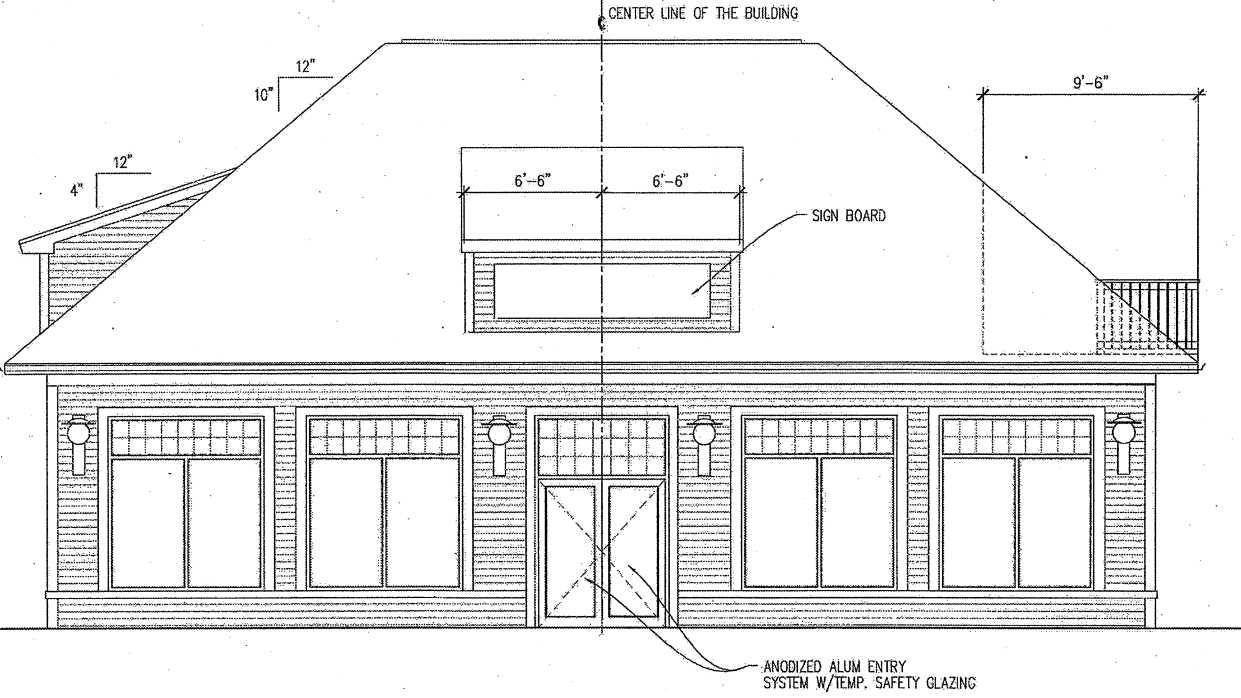 CENTER LINE OF THE BUILDING
12"
10"
9'-6"
12"
4"
6'-6"
6'-6"
SIGN BOARD
ANODIZED ALUM ENTRY
SYSTEM W/TEMP. SAFETY GLAZING